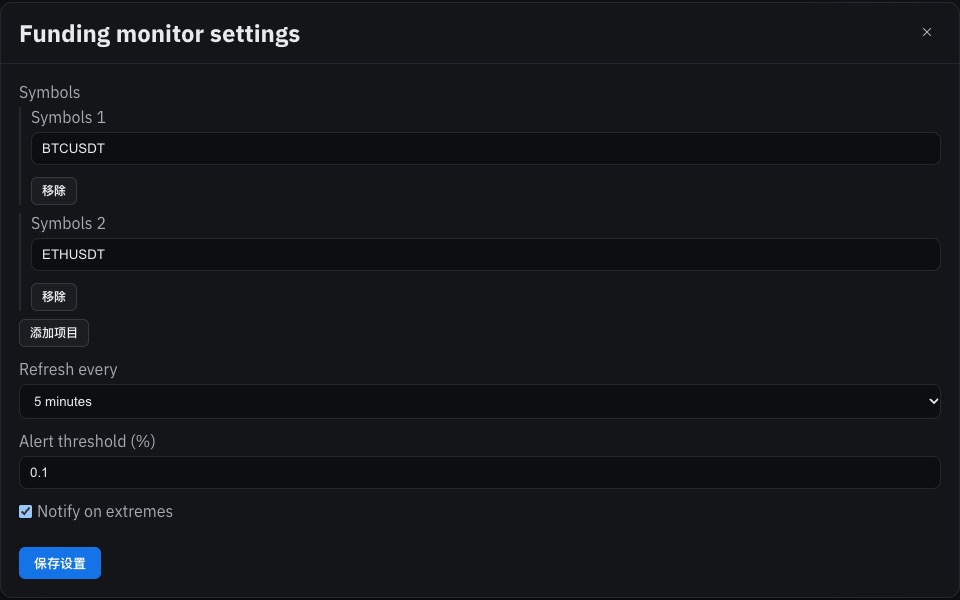 Funding monitor settings
Symbols
Symbols 1
BTCUSDT
移除
Symbols 2
ETHUSDT
移除
添加项目
Refresh every
5 minutes
Alert threshold (%)
0.1
Notify on extremes
保存设置